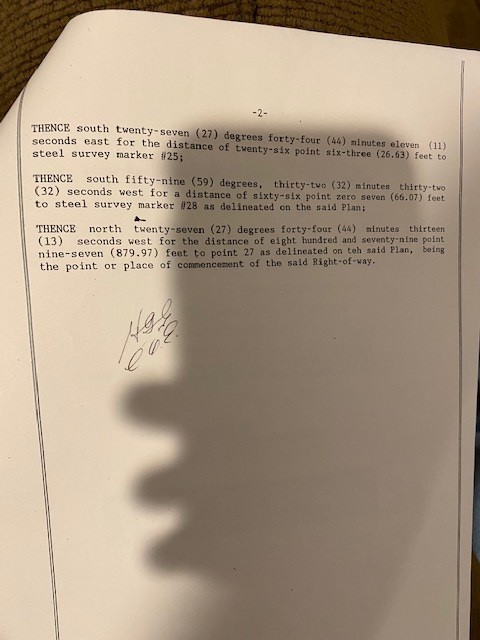 -2-
THENCE south twenty-seven (27) degrees forty-four (44) minutes eleven (11)
seconds east for the distance of twenty-six point six-three (26.63) feet to
steel survey marker #25;
THENCE south fifty-nine (59) degrees, thirty-two (32) minutes thirty-two
(32) seconds west for a distance of sixty-six point zero seven (66.07) feet
to steel survey marker #28 as delineated on the said Plan;
THENCE north twenty-seven (27) degrees forty-four (44) minutes thirteen
(13) seconds west for the distance of eight hundred and seventy-nine point
nine-seven (879.97) feet to point 27 as delineated on teh said Plan, being
the point or place of commencement of the said Right-of-way.